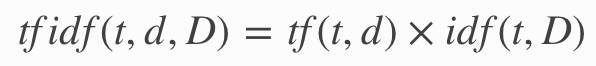 tfidf(t, d, D) = tf(t, d) × idf(t, D)